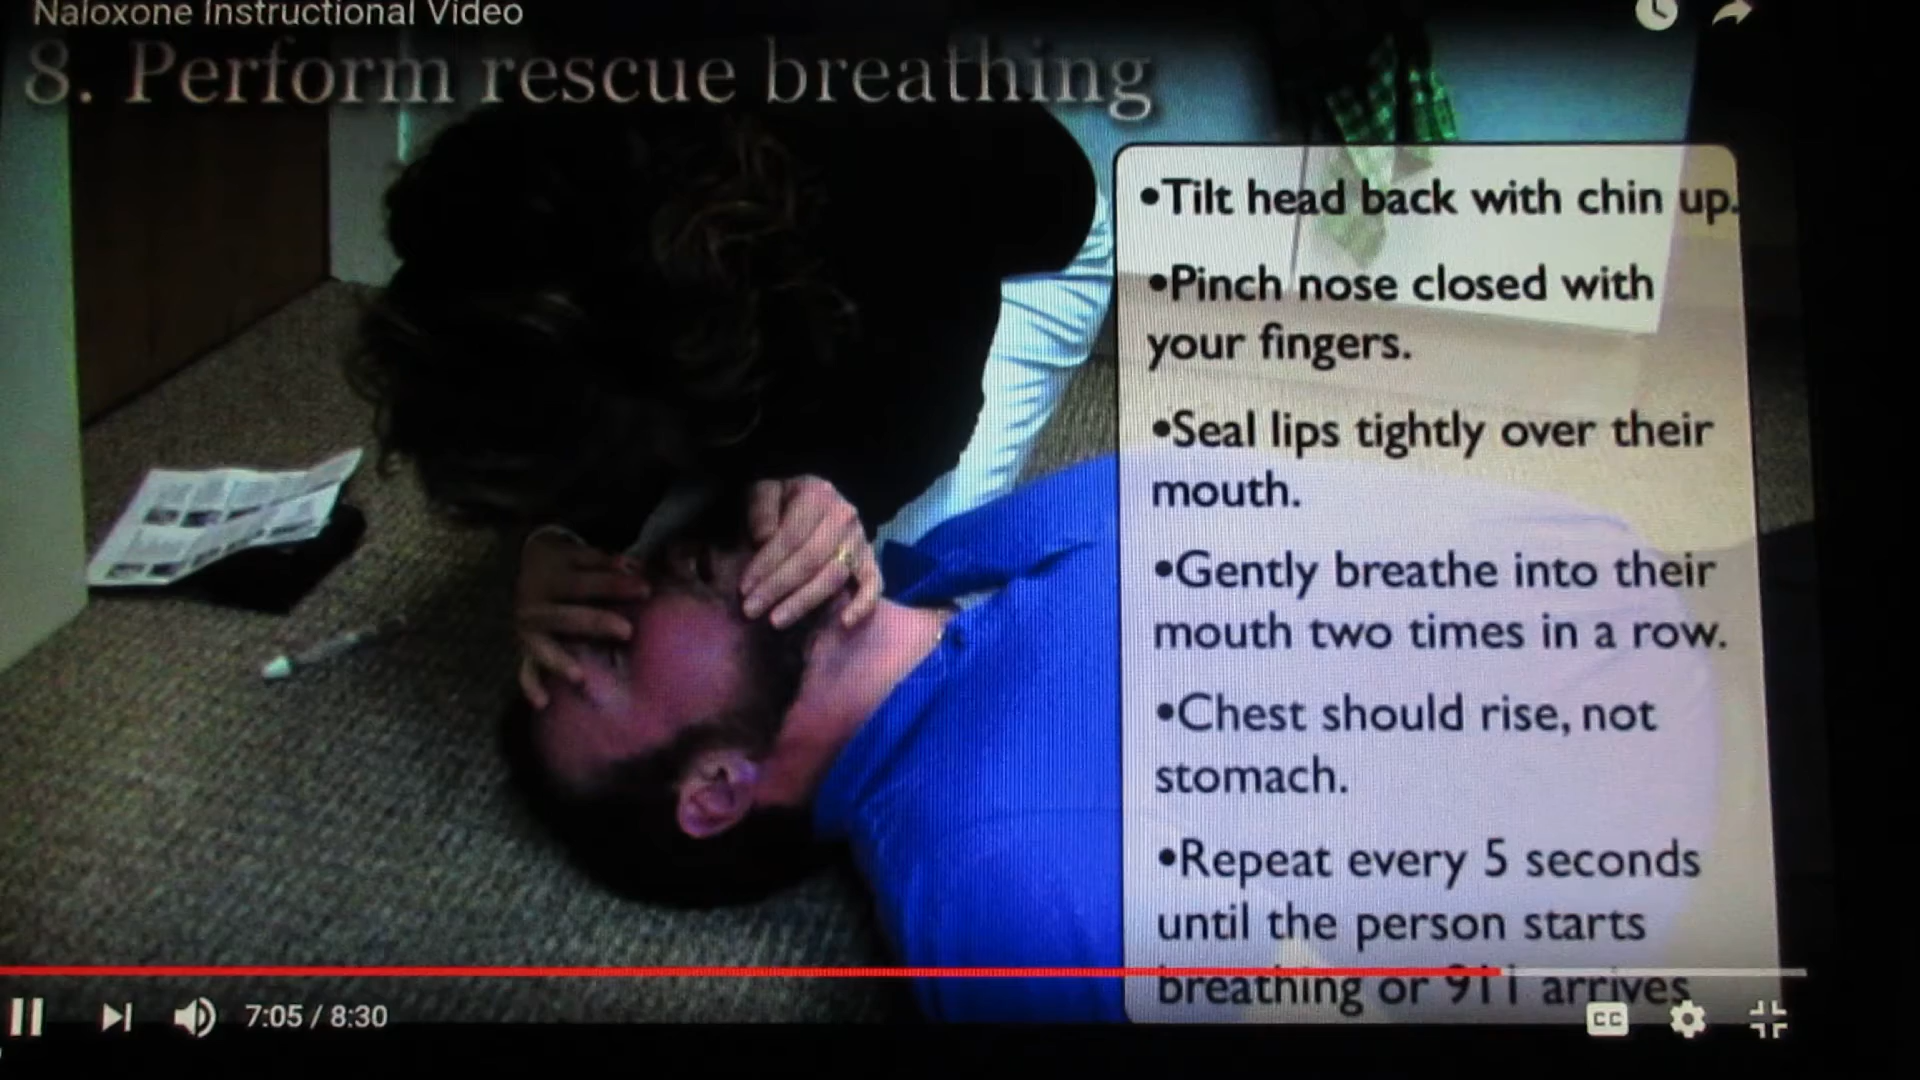 Naloxone Instructional Video
8. Perform rescue breathing
•Tilt head back with chin up.
•Pinch nose closed with
your fingers.
•Seal lips tightly over their
mouth.
•Gently breathe into their
mouth two times in a row.
•Chest should rise, not
stomach.
•Repeat every 5 seconds
until the person starts
breathing or 911 arrives
7:05 / 8:30
CC